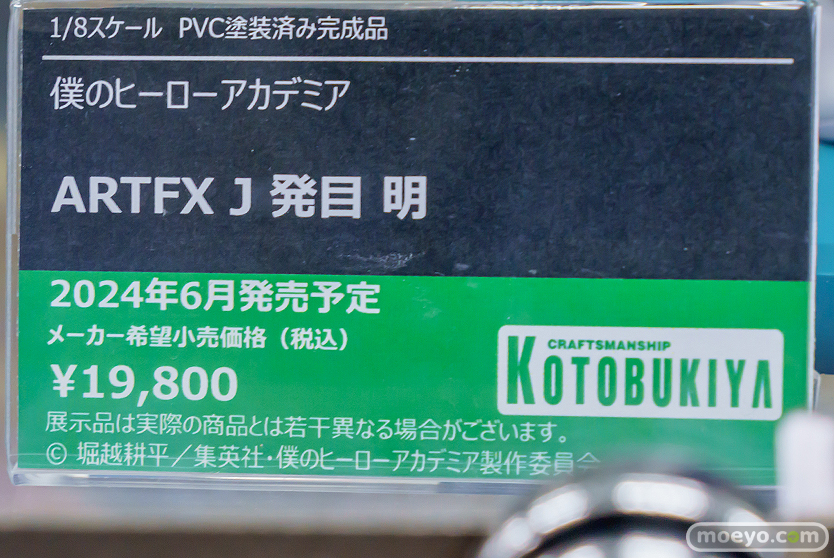 1/8スケール PVC塗装済み完成品
僕のヒーローアカデミア
ARTFX J 発目 明
2024年6月発売予定
メーカー希望小売価格（税込）
¥19,800
CRAFTSMANSHIP
KOTOBUKIYA
展示品は実際の商品とは若干異なる場合がございます。
© 堀越耕平／集英社・僕のヒーローアカデミア製作委員会
moeyo.com